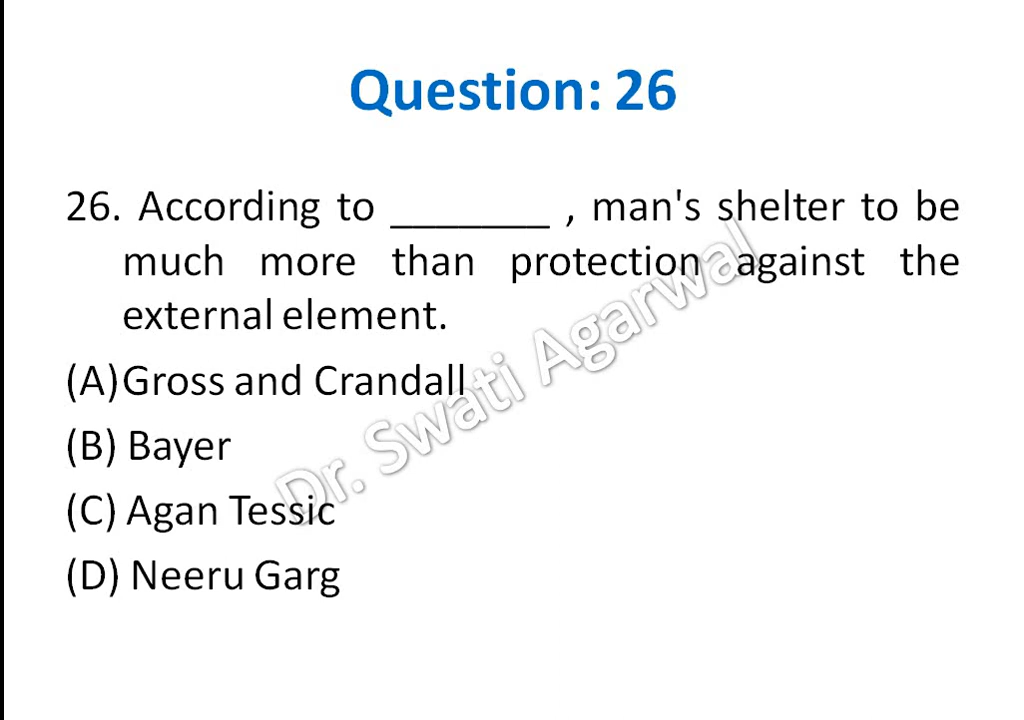 Question: 26
26. According to _______ , man's shelter to be
much more than protection against the
external element.
(A)Gross and Crandall
(B) Bayer
(C) Agan Tessic
(D) Neeru Garg
Dr. Swati Agarwal